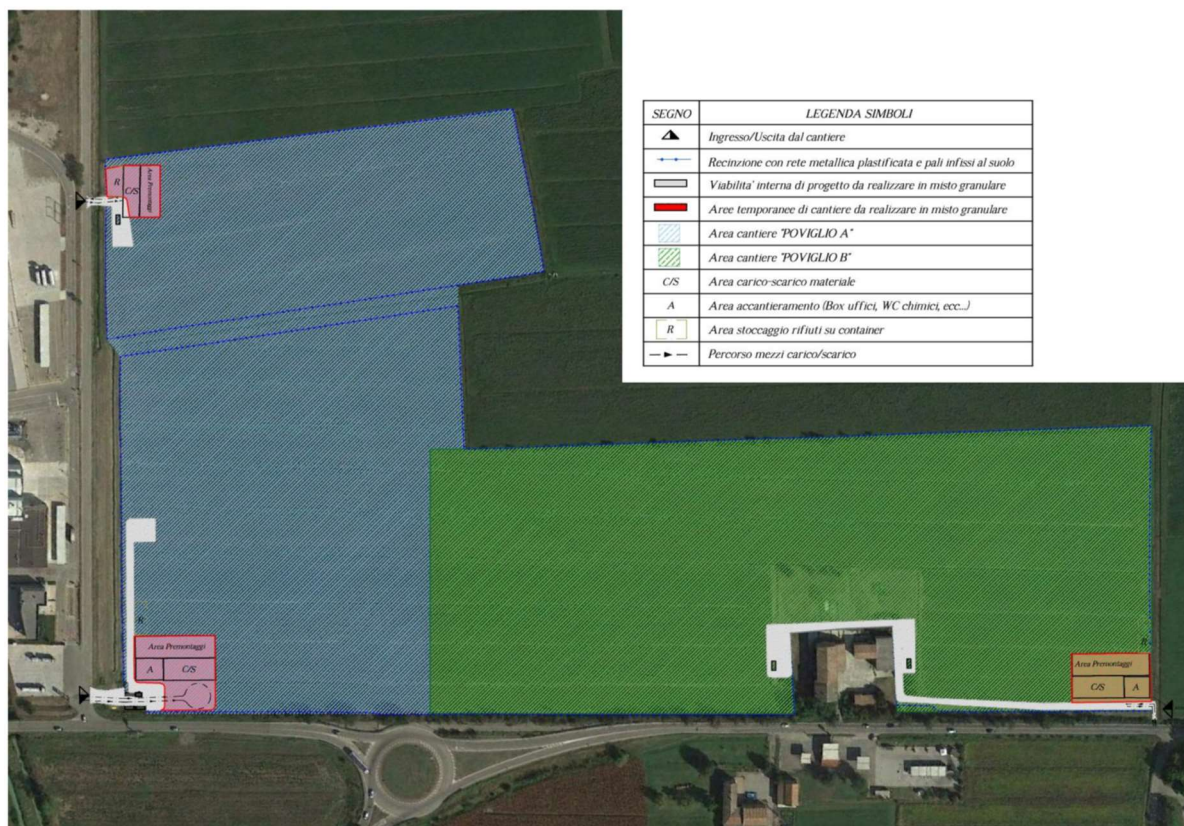 SEGNO LEGENDA SIMBOLI
Ingresso/Uscita dal cantiere
Recinzione con rete metallica plastificata e pali infissi al suolo
Viabilita' interna di progetto da realizzare in misto granulare
Aree temporanee di cantiere da realizzare in misto granulare
Area cantiere "POVIGLIO A"
Area cantiere "POVIGLIO B"
C/S Area carico-scarico materiale
A Area accantieramento (Box uffici, WC chimici, ecc...)
R Area stoccaggio rifiuti su container
Percorso mezzi carico/scarico
R
C/S
Area Premontaggi
R
Area Premontaggi
A
C/S
R
Area Premontaggi
C/S
A